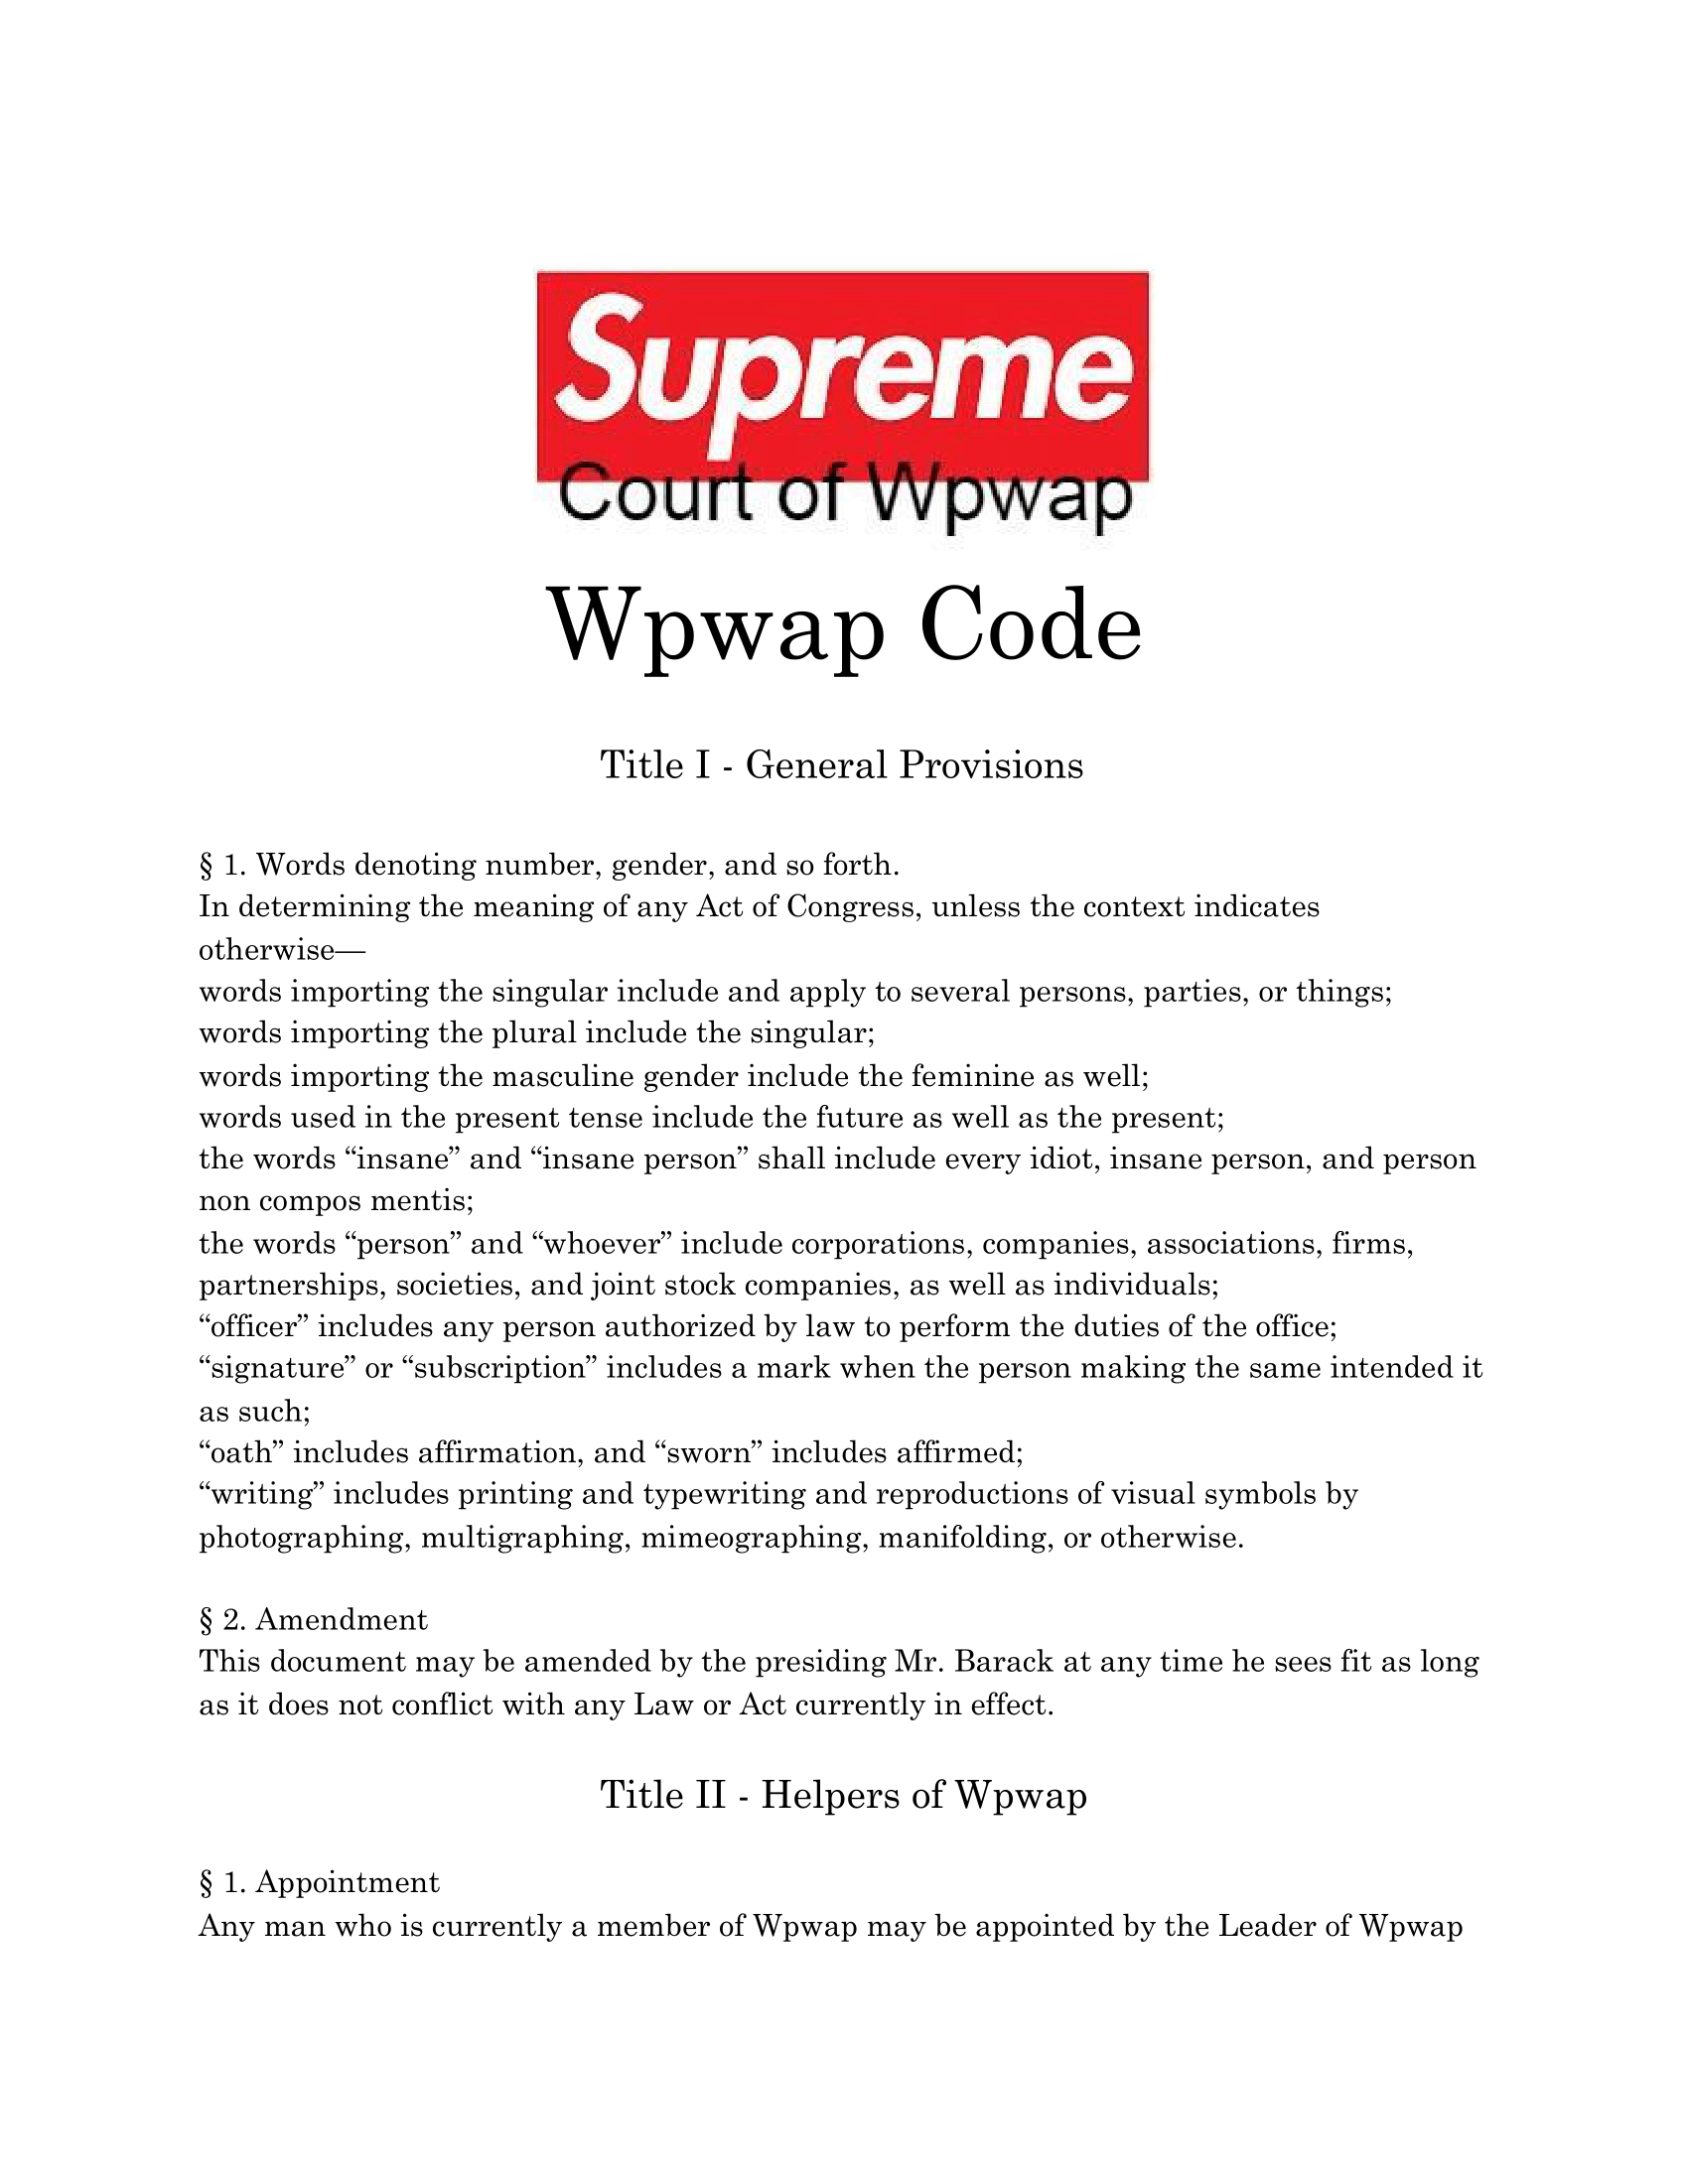 Supreme
Court of Wpwap
Wpwap Code
Title I - General Provisions
§ 1. Words denoting number, gender, and so forth.
In determining the meaning of any Act of Congress, unless the context indicates
otherwise—
words importing the singular include and apply to several persons, parties, or things;
words importing the plural include the singular;
words importing the masculine gender include the feminine as well;
words used in the present tense include the future as well as the present;
the words “insane” and “insane person” shall include every idiot, insane person, and person
non compos mentis;
the words “person” and “whoever” include corporations, companies, associations, firms,
partnerships, societies, and joint stock companies, as well as individuals;
“officer” includes any person authorized by law to perform the duties of the office;
“signature” or “subscription” includes a mark when the person making the same intended it
as such;
“oath” includes affirmation, and “sworn” includes affirmed;
“writing” includes printing and typewriting and reproductions of visual symbols by
photographing, multigraphing, mimeographing, manifolding, or otherwise.
§ 2. Amendment
This document may be amended by the presiding Mr. Barack at any time he sees fit as long
as it does not conflict with any Law or Act currently in effect.
Title II - Helpers of Wpwap
§ 1. Appointment
Any man who is currently a member of Wpwap may be appointed by the Leader of Wpwap